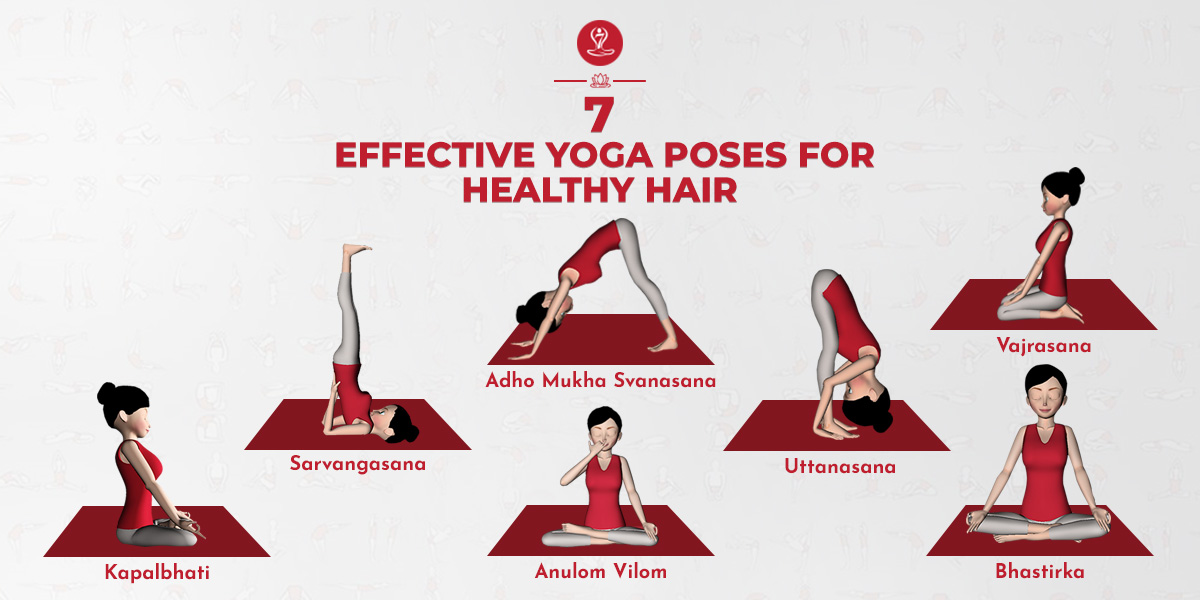 7
EFFECTIVE YOGA POSES FOR
HEALTHY HAIR
Vajrasana
Adho Mukha Svanasana
Sarvangasana
Uttanasana
Kapalbhati
Anulom Vilom
Bhastirka